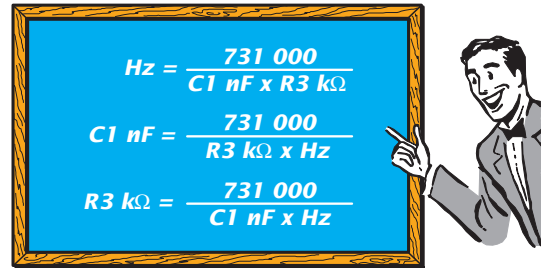 Hz = 731 000 / C1 nF x R3 kΩ
C1 nF = 731 000 / R3 kΩ x Hz
R3 kΩ = 731 000 / C1 nF x Hz